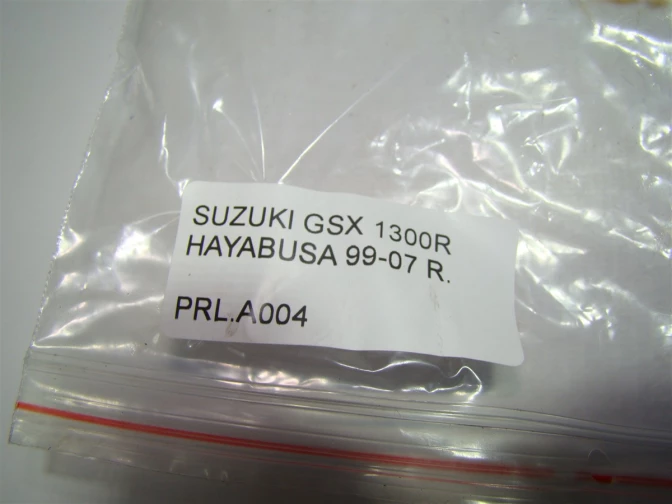 SUZUKI GSX 1300R
HAYABUSA 99-07 R.
PRL.A004